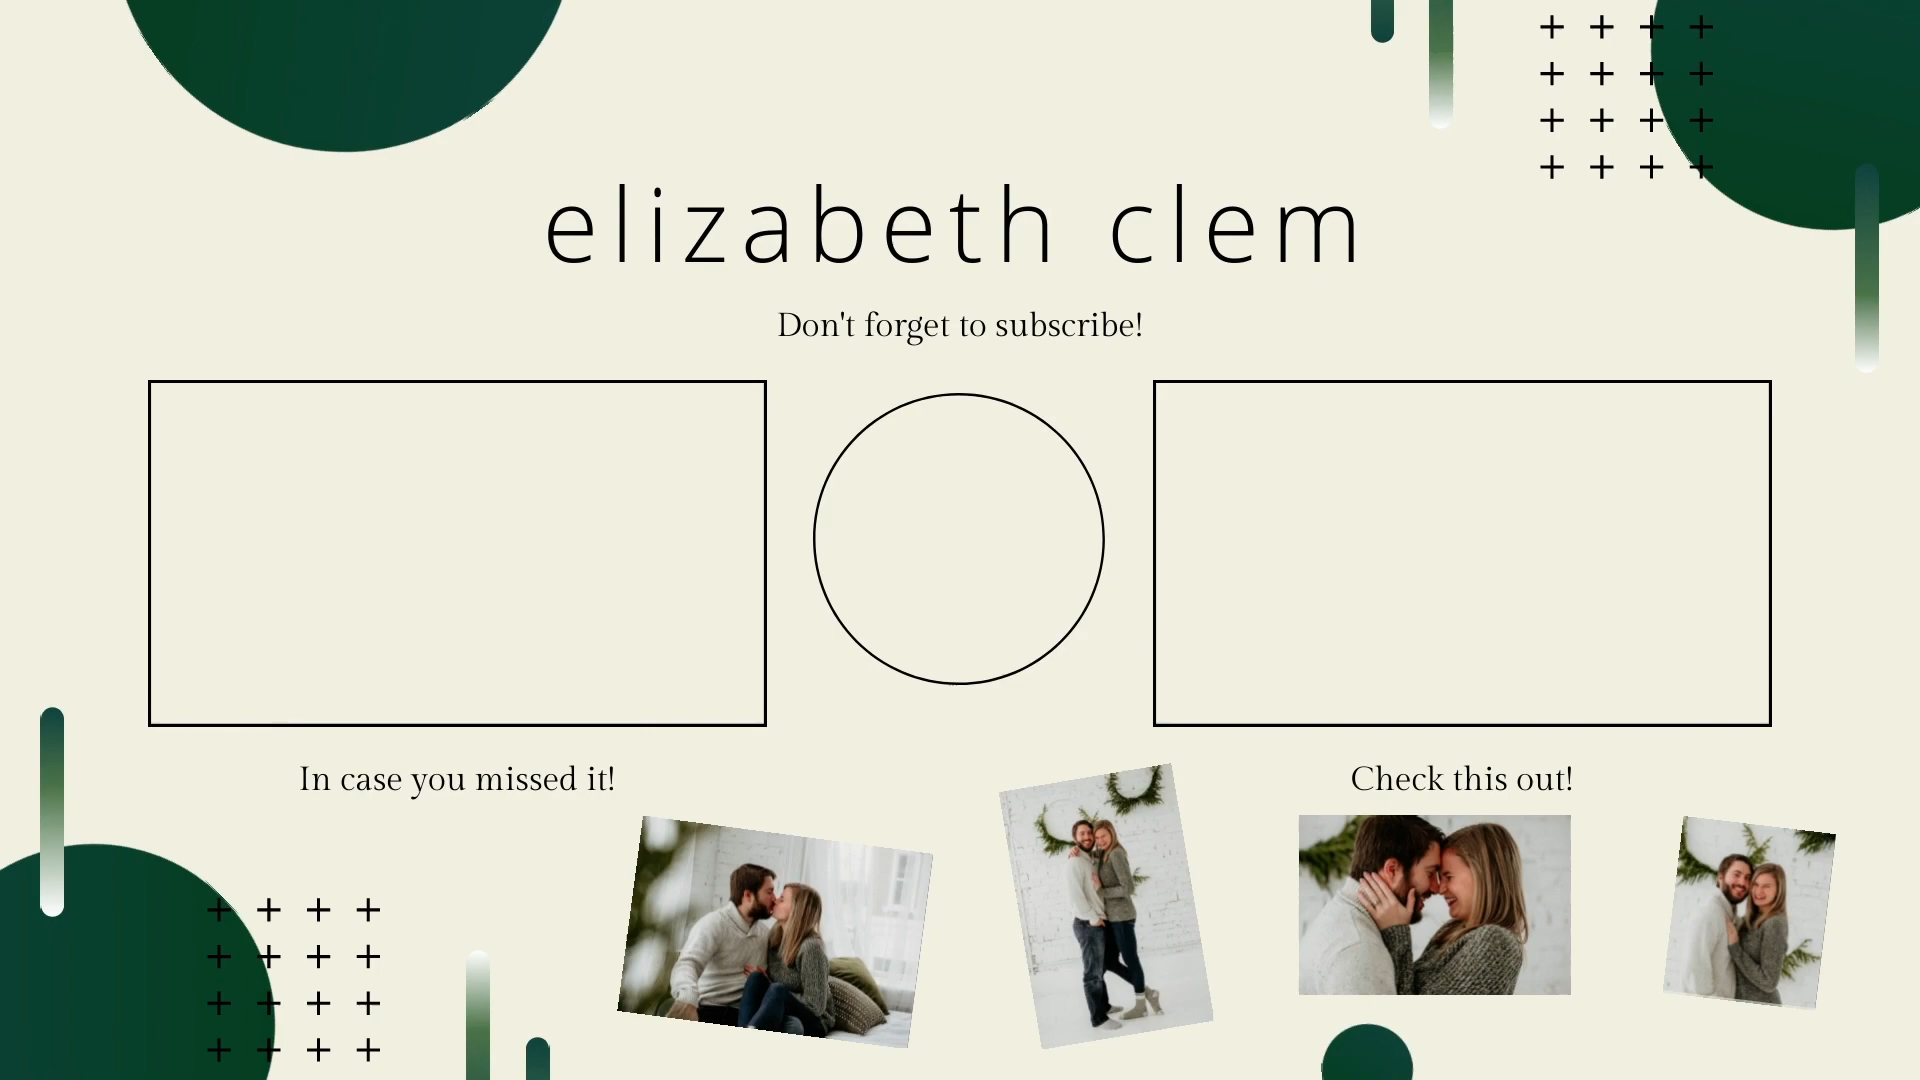 elizabeth clem
Don't forget to subscribe!
In case you missed it!
Check this out!